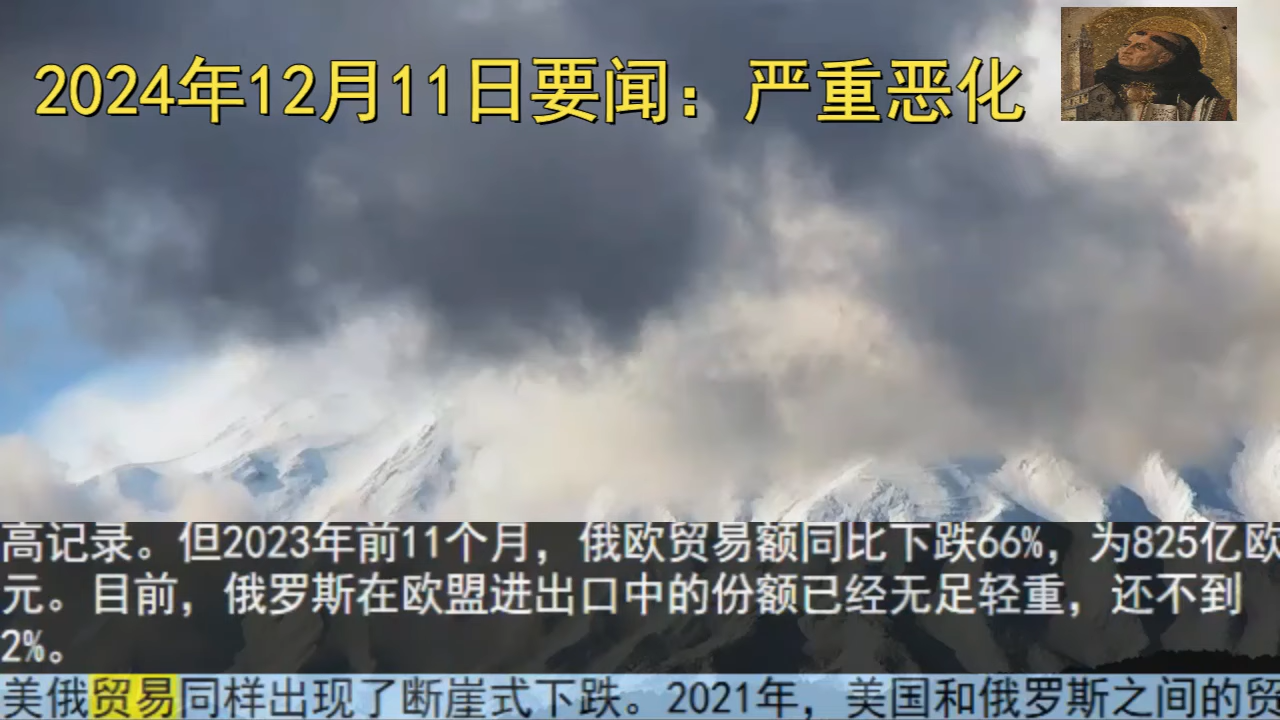 2024年12月11日要闻：严重恶化
高记录。但2023年前11个月，俄欧贸易额同比下跌66%，为825亿欧
元。目前，俄罗斯在欧盟进出口中的份额已经无足轻重，还不到
2%。
美俄贸易同样出现了断崖式下跌。2021年，美国和俄罗斯之间的贸